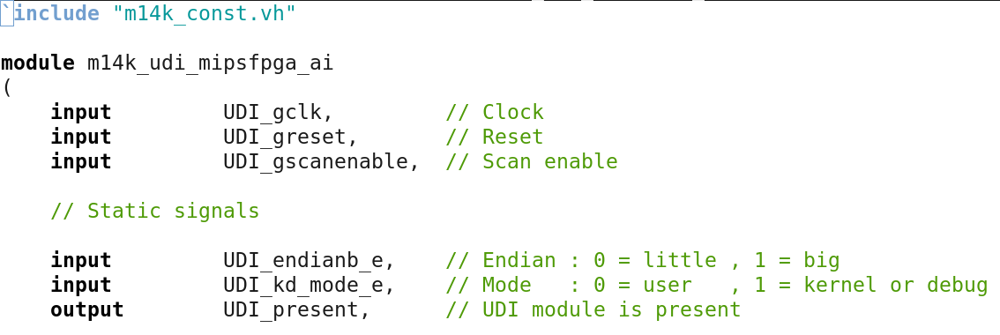 `include "m14k_const.vh"
module m14k_udi_mipsfpga_ai
(
input UDI_gclk, // Clock
input UDI_greset, // Reset
input UDI_gscanenable, // Scan enable
// Static signals
input UDI_endianb_e, // Endian : 0 = little , 1 = big
input UDI_kd_mode_e, // Mode : 0 = user , 1 = kernel or debug
output UDI_present, // UDI module is present